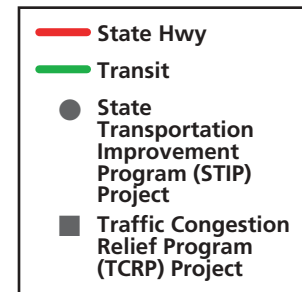 State Hwy
Transit
State
Transportation
Improvement
Program (STIP)
Project
Traffic Congestion
Relief Program
(TCRP) Project